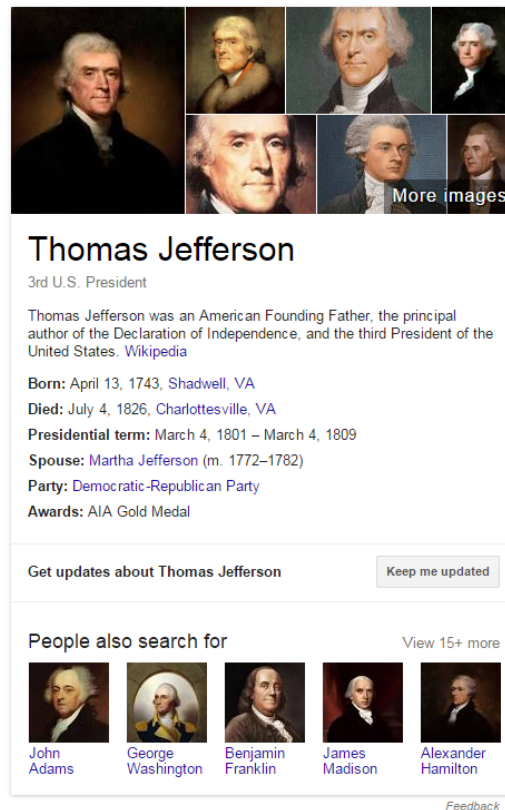 More images
Thomas Jefferson
3rd U.S. President
Thomas Jefferson was an American Founding Father, the principal
author of the Declaration of Independence, and the third President of the
United States. Wikipedia
Born: April 13, 1743, Shadwell, VA
Died: July 4, 1826, Charlottesville, VA
Presidential term: March 4, 1801 – March 4, 1809
Spouse: Martha Jefferson (m. 1772–1782)
Party: Democratic-Republican Party
Awards: AIA Gold Medal
Get updates about Thomas Jefferson
Keep me updated
People also search for
View 15+ more
John
Adams
George
Washington
Benjamin
Franklin
James
Madison
Alexander
Hamilton
Feedback